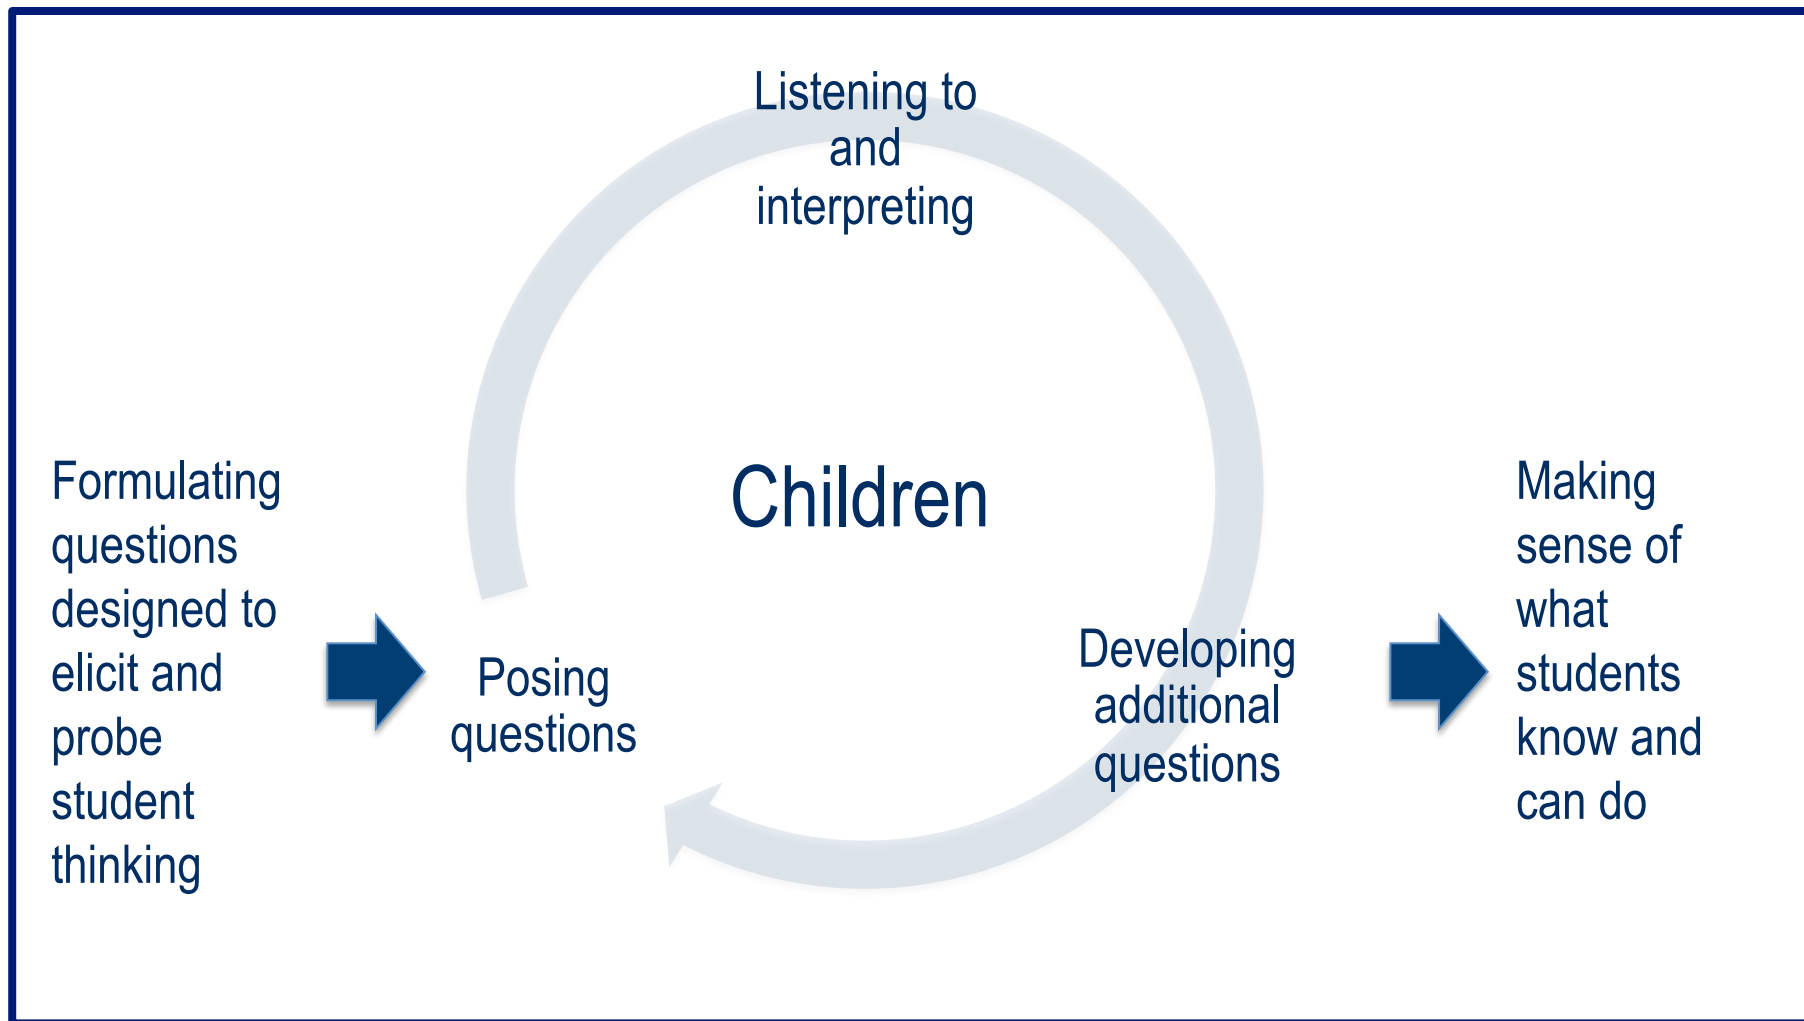 Listening to
and
interpreting
Children
Formulating
questions
designed to
elicit and
probe
student
thinking
Posing
questions
Developing
additional
questions
Making
sense of
what
students
know and
can do